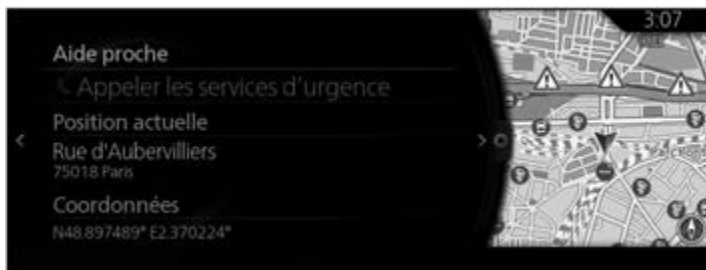 3:07
Aide proche
Appeler les services d'urgence
Position actuelle
Rue d'Aubervilliers
75018 Paris
Coordonnées
N48.897489° E2.370224°